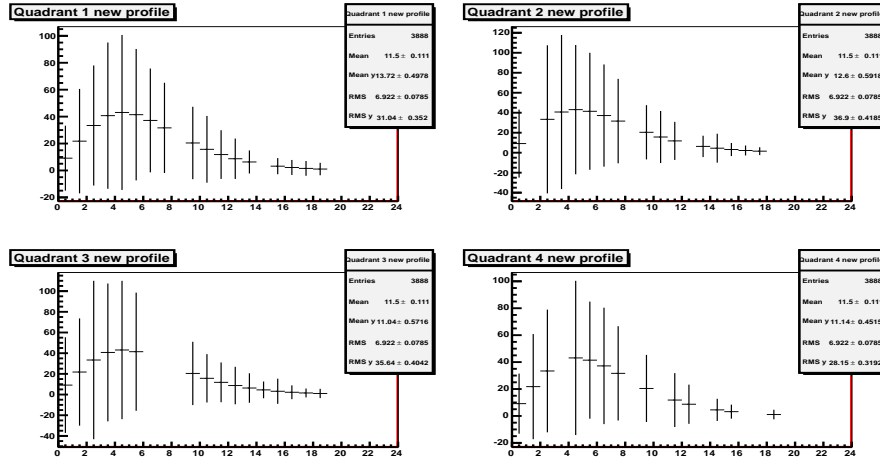 Quadrant 1 new profile
Quadrant 1 new profile
Entries 3888
Mean 11.5 ± 0.111
Mean y 13.72 ± 0.4978
RMS 6.922 ± 0.0785
RMS y 31.04 ± 0.352
100
80
60
40
20
0
-20
0 2 4 6 8 10 12 14 16 18 20 22 24
Quadrant 2 new profile
Quadrant 2 new profile
Entries 3888
Mean 11.5 ± 0.111
Mean y 12.6 ± 0.5918
RMS 6.922 ± 0.0785
RMS y 36.9 ± 0.4185
120
100
80
60
40
20
0
-20
-40
0 2 4 6 8 10 12 14 16 18 20 22 24
Quadrant 3 new profile
Quadrant 3 new profile
Entries 3888
Mean 11.5 ± 0.111
Mean y 11.04 ± 0.5716
RMS 6.922 ± 0.0785
RMS y 35.64 ± 0.4042
100
80
60
40
20
0
-20
-40
0 2 4 6 8 10 12 14 16 18 20 22 24
Quadrant 4 new profile
Quadrant 4 new profile
Entries 3888
Mean 11.5 ± 0.111
Mean y 11.14 ± 0.4515
RMS 6.922 ± 0.0785
RMS y 28.15 ± 0.3192
100
80
60
40
20
0
-20
0 2 4 6 8 10 12 14 16 18 20 22 24